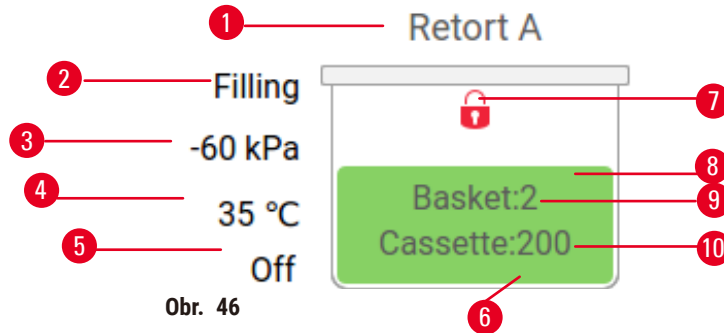 1 Retort A
2 Filling
7
3 -60 kPa
8
4 35 °C
Basket:2 9
5 Off
Cassette:200 10
Obr. 46
6